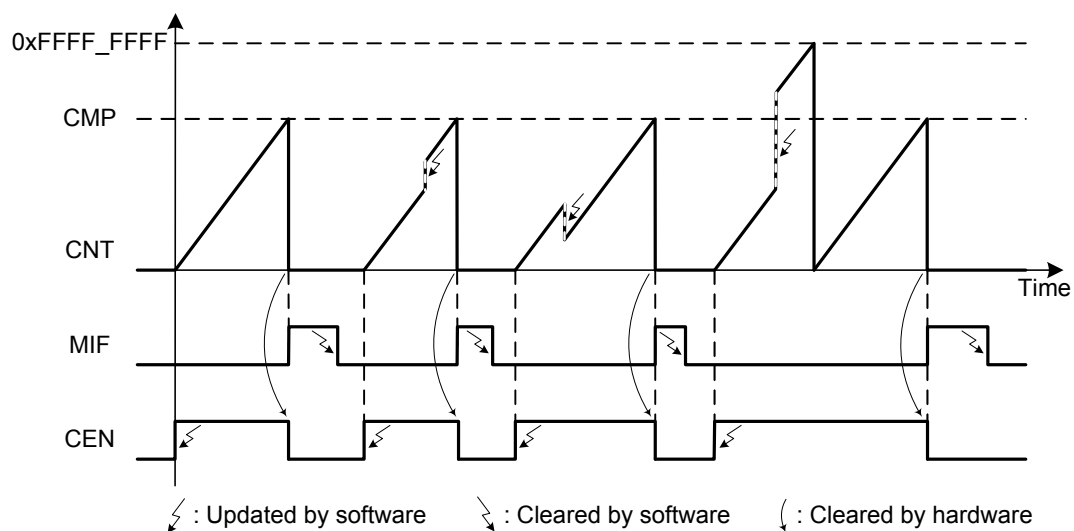 0xFFFF_FFFF
CMP
CNT
Time
MIF
CEN
: Updated by software : Cleared by software : Cleared by hardware